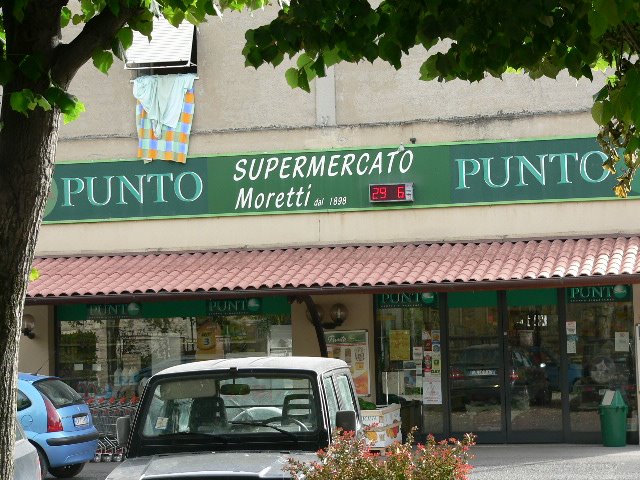 PUNTO
SUPERMERCATO
Moretti dal 1898
29 6
PUNTO
PUNTO
PUNTO
PUNTO
PUNTO